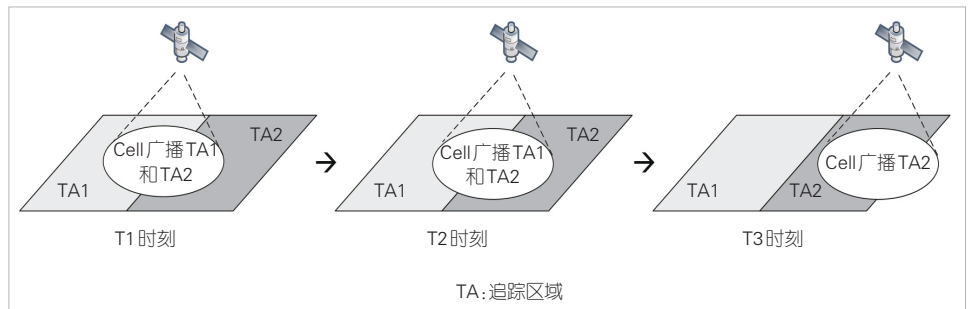 TA2
Cell广播TA1
和TA2
TA1
T1时刻
→
TA2
Cell广播TA1
和TA2
TA1
T2时刻
→
Cell广播TA2
TA1
TA2
T3时刻
TA:追踪区域